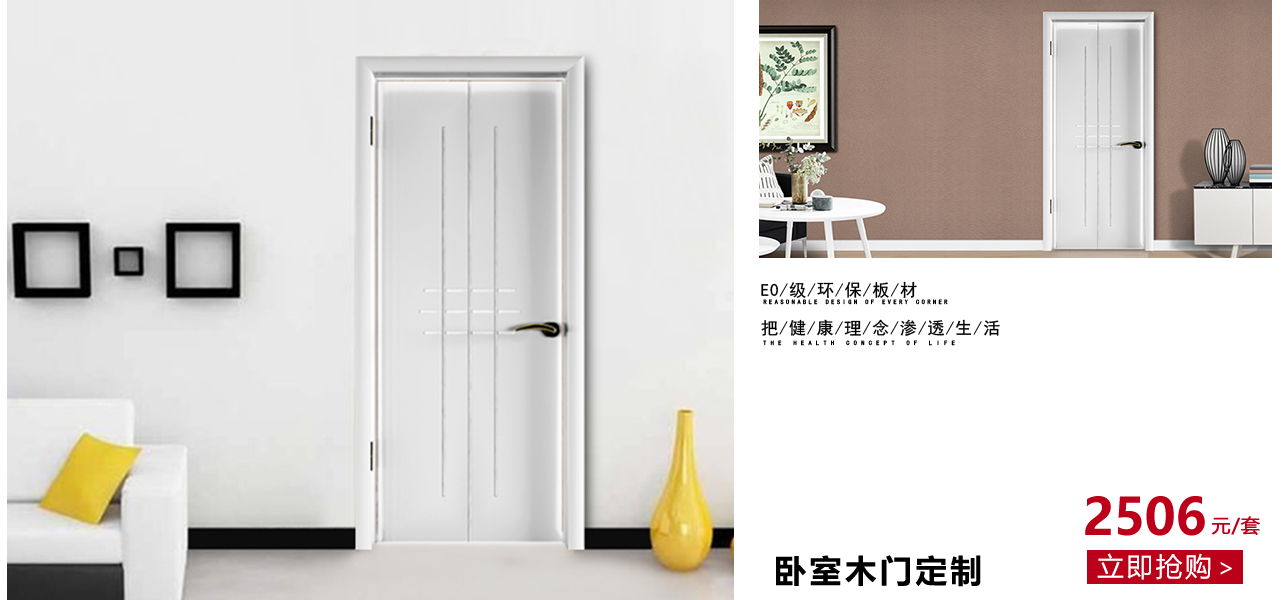 E0/级/环/保/板/材
REASONABLE DESIGN OF EVERY CORNER
把/健/康/理/念/渗/透/生/活
THE HEALTH CONCEPT OF LIFE
2506元/套
卧室木门定制
立即抢购 >